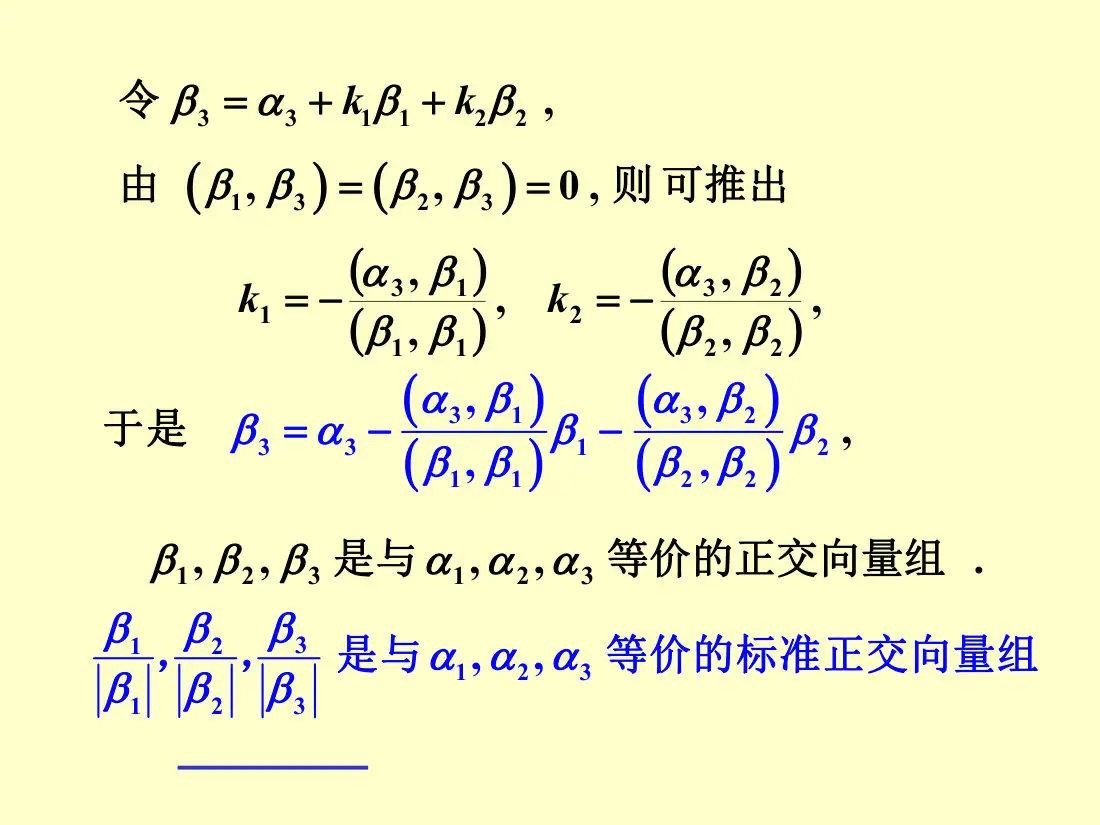 令 β₃ = α₃ + k₁β₁ + k₂β₂ ,
由 (β₁, β₃) = (β₂, β₃) = 0 , 则 可推出
k₁ = −(α₃, β₁)/(β₁, β₁) , k₂ = −(α₃, β₂)/(β₂, β₂) ,
于是 β₃ = α₃ − (α₃, β₁)/(β₁, β₁) β₁ − (α₃, β₂)/(β₂, β₂) β₂ ,
β₁, β₂, β₃ 是与 α₁, α₂, α₃ 等价的正交向量组 .
β₁/|β₁|, β₂/|β₂|, β₃/|β₃| 是与 α₁, α₂, α₃ 等价的标准正交向量组